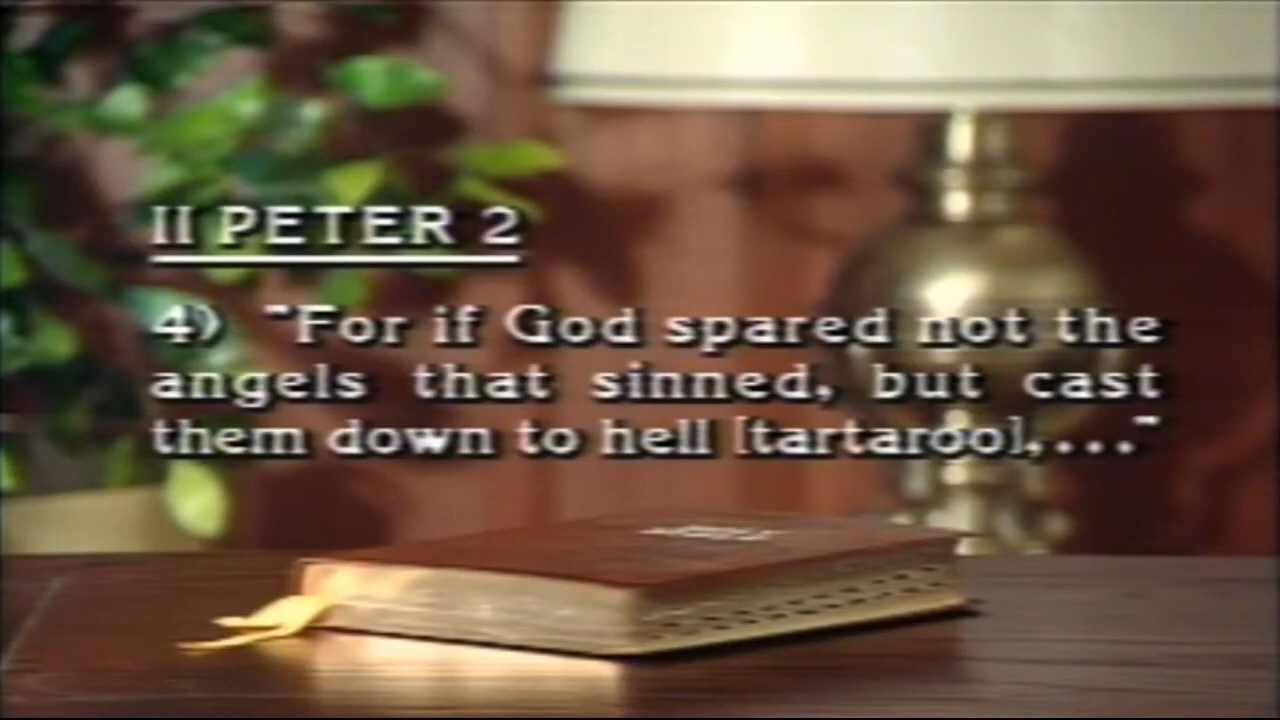 II PETER 2
4) "For if God spared not the
angels that sinned, but cast
them down to hell [tartaroo],..."